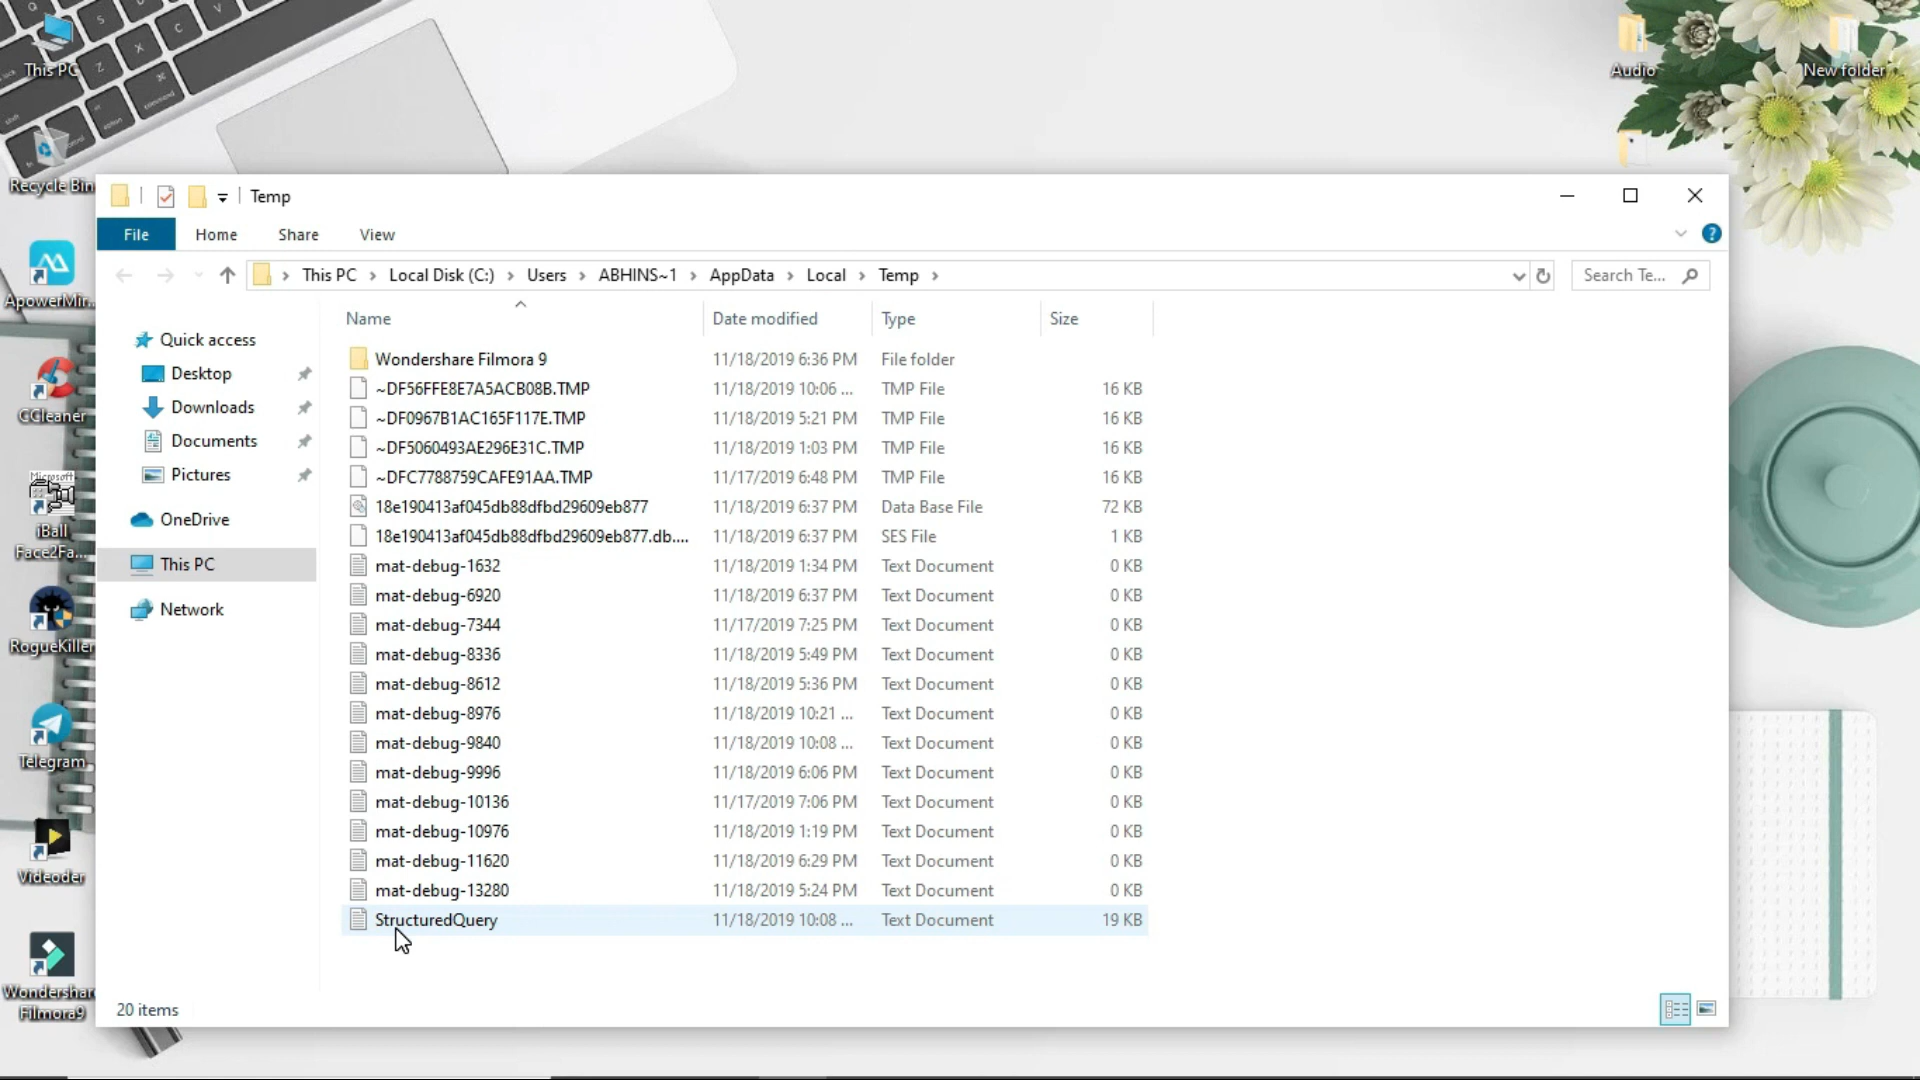 This PC
Recycle Bin
ApowerMir...
CCleaner
Microsoft
iBall
Face2Fa...
RogueKiller
Telegram
Videoder
Wondershar
Filmora9
Audio
New folder
Temp
File Home Share View
This PC Local Disk (C:) Users ABHINS~1 AppData Local Temp
Search Te...
Quick access
Desktop
Downloads
Documents
Pictures
OneDrive
This PC
Network
Name Date modified Type Size
Wondershare Filmora 9 11/18/2019 6:36 PM File folder
~DF56FFE8E7A5ACB08B.TMP 11/18/2019 10:06 ... TMP File 16 KB
~DF0967B1AC165F117E.TMP 11/18/2019 5:21 PM TMP File 16 KB
~DF5060493AE296E31C.TMP 11/18/2019 1:03 PM TMP File 16 KB
~DFC7788759CAFE91AA.TMP 11/17/2019 6:48 PM TMP File 16 KB
18e190413af045db88dfbd29609eb877 11/18/2019 6:37 PM Data Base File 72 KB
18e190413af045db88dfbd29609eb877.db.... 11/18/2019 6:37 PM SES File 1 KB
mat-debug-1632 11/18/2019 1:34 PM Text Document 0 KB
mat-debug-6920 11/18/2019 6:37 PM Text Document 0 KB
mat-debug-7344 11/17/2019 7:25 PM Text Document 0 KB
mat-debug-8336 11/18/2019 5:49 PM Text Document 0 KB
mat-debug-8612 11/18/2019 5:36 PM Text Document 0 KB
mat-debug-8976 11/18/2019 10:21 ... Text Document 0 KB
mat-debug-9840 11/18/2019 10:08 ... Text Document 0 KB
mat-debug-9996 11/18/2019 6:06 PM Text Document 0 KB
mat-debug-10136 11/17/2019 7:06 PM Text Document 0 KB
mat-debug-10976 11/18/2019 1:19 PM Text Document 0 KB
mat-debug-11620 11/18/2019 6:29 PM Text Document 0 KB
mat-debug-13280 11/18/2019 5:24 PM Text Document 0 KB
StructuredQuery 11/18/2019 10:08 ... Text Document 19 KB
20 items